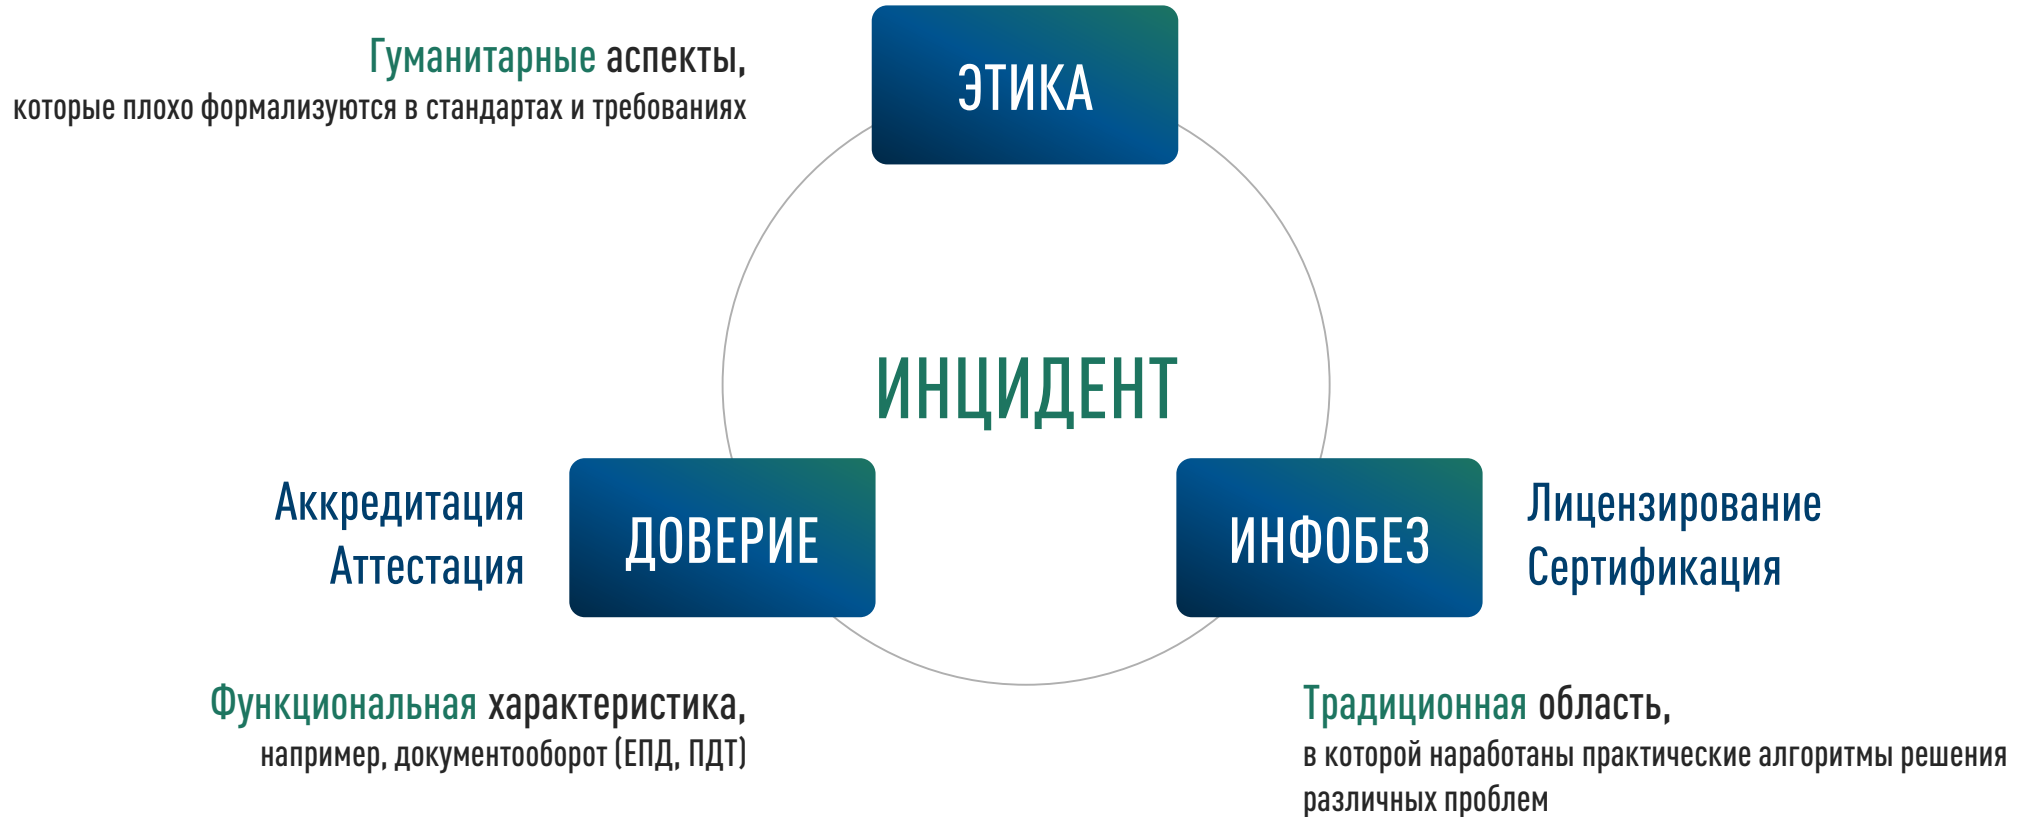 Гуманитарные аспекты,
которые плохо формализуются в стандартах и требованиях
ЭТИКА
ИНЦИДЕНТ
Аккредитация
Аттестация
ДОВЕРИЕ
ИНФОБЕЗ
Лицензирование
Сертификация
Функциональная характеристика,
например, документооборот (ЕПД, ПДТ)
Традиционная область,
в которой наработаны практические алгоритмы решения
различных проблем